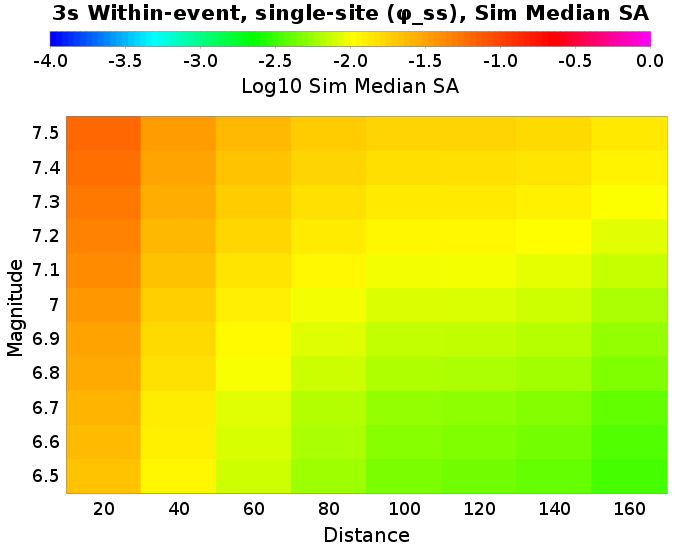 3s Within-event, single-site (φ_ss), Sim Median SA
-4.0 -3.5 -3.0 -2.5 -2.0 -1.5 -1.0 -0.5 0.0
Log10 Sim Median SA
7.5
7.4
7.3
7.2
7.1
7
6.9
6.8
6.7
6.6
6.5
Magnitude
20 40 60 80 100 120 140 160
Distance